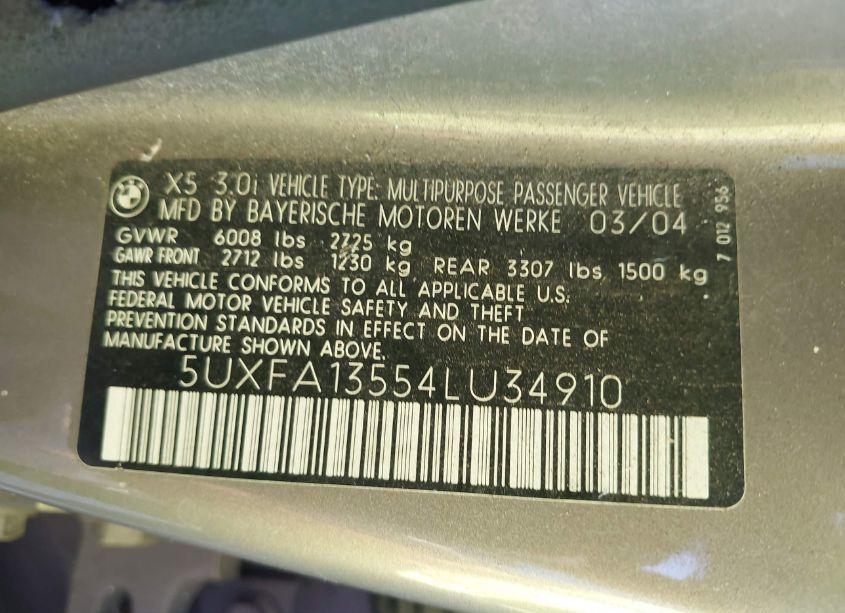 BMW
X5 3.0i VEHICLE TYPE: MULTIPURPOSE PASSENGER VEHICLE
MFD BY BAYERISCHE MOTOREN WERKE 03/04
GVWR 6008 lbs 2725 kg
GAWR FRONT 2712 lbs 1230 kg REAR 3307 lbs 1500 kg
THIS VEHICLE CONFORMS TO ALL APPLICABLE U.S.
FEDERAL MOTOR VEHICLE SAFETY AND THEFT
PREVENTION STANDARDS IN EFFECT ON THE DATE OF
MANUFACTURE SHOWN ABOVE.
5UXFA13554LU34910
7 012 956